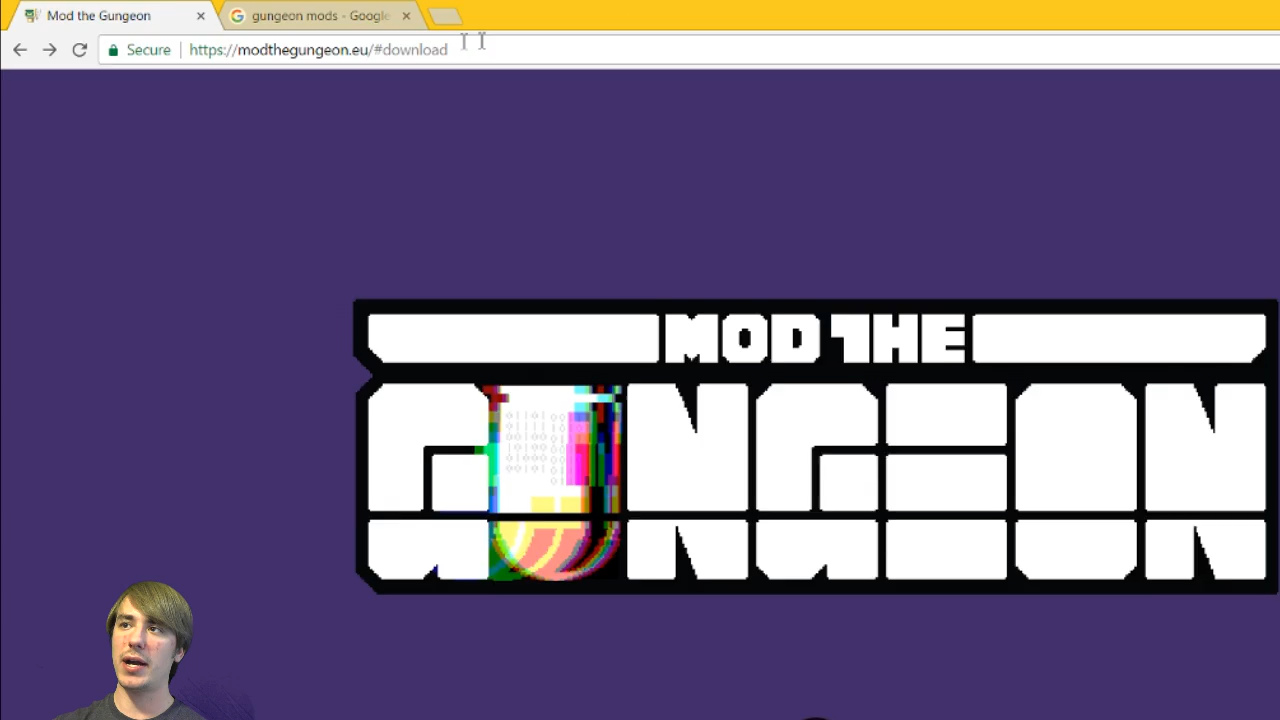 Mod the Gungeon
gungeon mods - Google
Secure
https://modthegungeon.eu/#download
MOD THE
GUNGEON